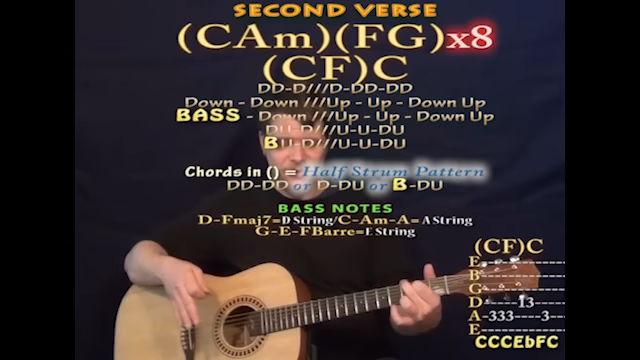 SECOND VERSE
(CAm)(FG)x8
(CF)C
DD-D///D-DD-DD
Down - Down ///Up - Up - Down Up
BASS - Down ///Up - Up - Down Up
DU-D///U-U-DU
BU-D///U-U-DU
Chords in () = Half Strum Pattern
DD-DD or D-DU or B-DU
BASS NOTES
D-Fmaj7=D String/C-Am-A=A String
G-E-FBarre=E String
(CF)C
E
B
G
D-----13----
A-333----3-
E
CCCEbFC